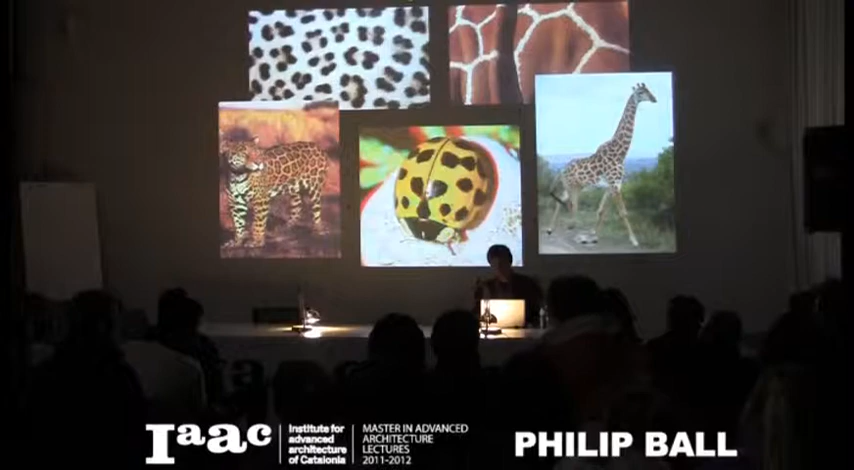 Iaac
Institute for
advanced
architecture
of Catalonia
MASTER IN ADVANCED
ARCHITECTURE
LECTURES
2011-2012
PHILIP BALL